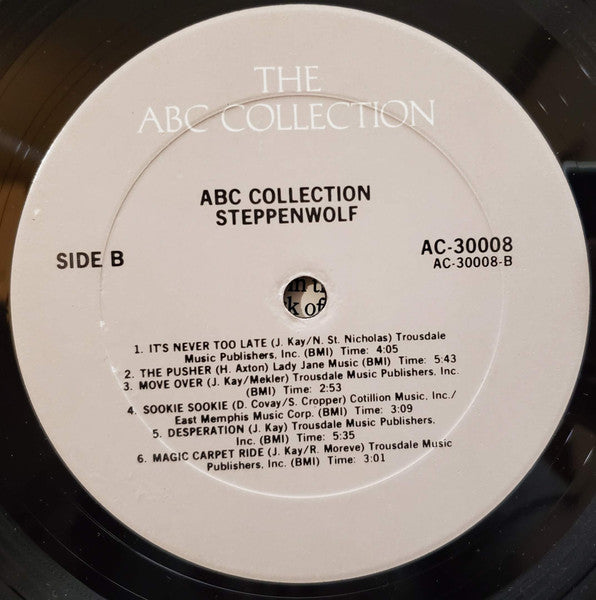 THE
ABC COLLECTION
ABC COLLECTION
STEPPENWOLF
SIDE B
AC-30008
AC-30008-B
k of
1. IT'S NEVER TOO LATE (J. Kay/N. St. Nicholas) Trousdale
Music Publishers, Inc. (BMI) Time: 4:05
2. THE PUSHER (H. Axton) Lady Jane Music (BMI) Time: 5:43
3. MOVE OVER (J. Kay/Mekler) Trousdale Music Publishers, Inc.
(BMI) Time: 2:53
4. SOOKIE SOOKIE (D. Covay/S. Cropper) Cotillion Music, Inc./
East Memphis Music Corp. (BMI) Time: 3:09
5. DESPERATION (J. Kay) Trousdale Music Publishers,
Inc. (BMI) Time: 5:35
6. MAGIC CARPET RIDE (J. Kay/R. Moreve) Trousdale Music
Publishers, Inc. (BMI) Time: 3:01